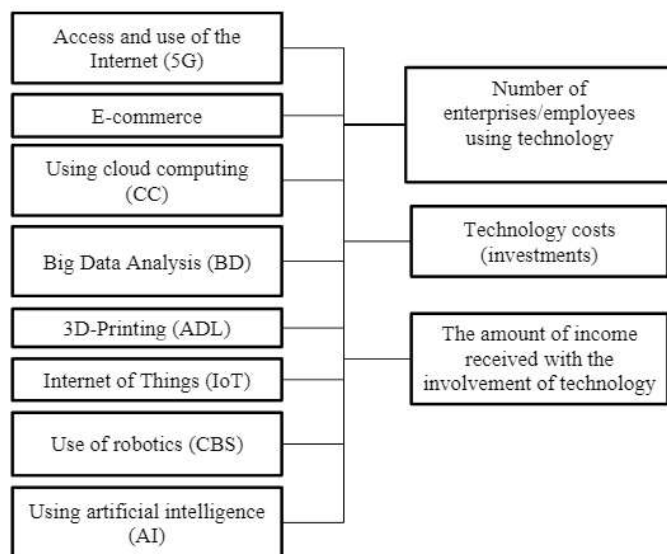 Access and use of the
Internet (5G)
E-commerce
Using cloud computing
(CC)
Big Data Analysis (BD)
3D-Printing (ADL)
Internet of Things (IoT)
Use of robotics (CBS)
Using artificial intelligence
(AI)
Number of
enterprises/employees
using technology
Technology costs
(investments)
The amount of income
received with the
involvement of technology